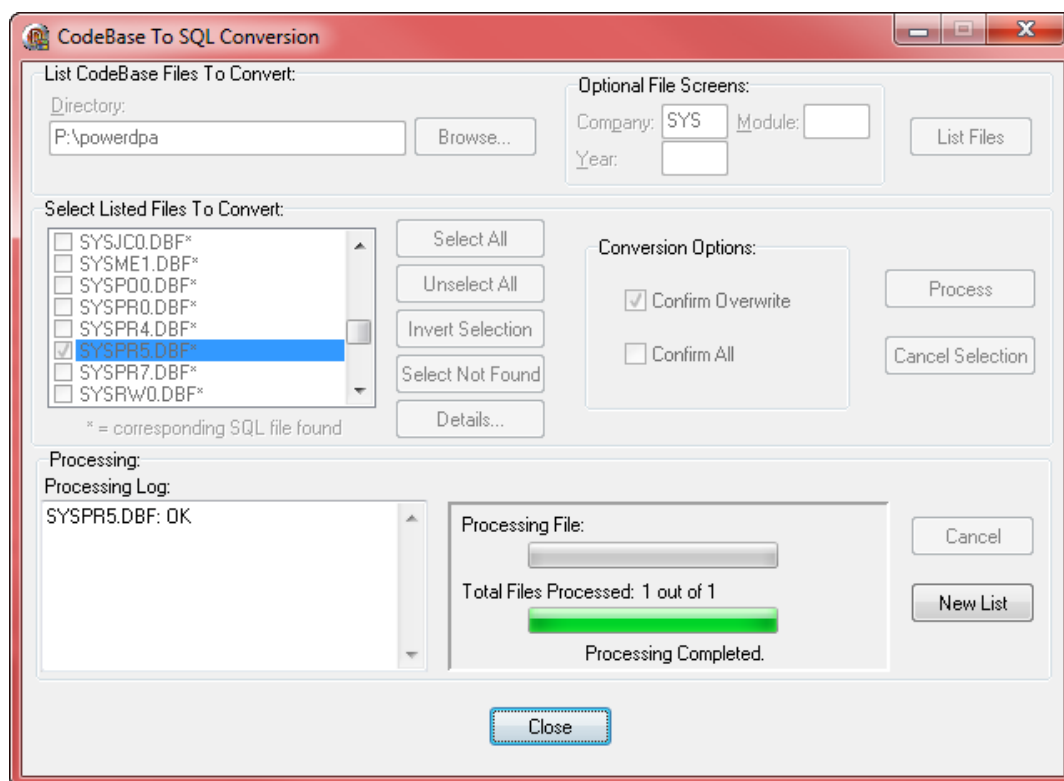 CodeBase To SQL Conversion
List CodeBase Files To Convert:
Directory:
P:\powerdpa
Browse...
Optional File Screens:
Company: SYS Module:
Year:
List Files
Select Listed Files To Convert:
SYSJC0.DBF*
SYSME1.DBF*
SYSPO0.DBF*
SYSPR0.DBF*
SYSPR4.DBF*
SYSPR5.DBF*
SYSPR7.DBF*
SYSRW0.DBF*
* = corresponding SQL file found
Select All
Unselect All
Invert Selection
Select Not Found
Details...
Conversion Options:
Confirm Overwrite
Confirm All
Process
Cancel Selection
Processing:
Processing Log:
SYSPR5.DBF: OK
Processing File:
Total Files Processed: 1 out of 1
Processing Completed.
Cancel
New List
Close